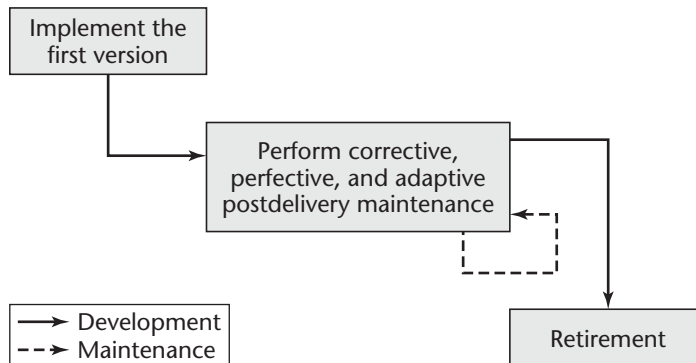 Implement the
first version
Perform corrective,
perfective, and adaptive
postdelivery maintenance
Development
Maintenance
Retirement